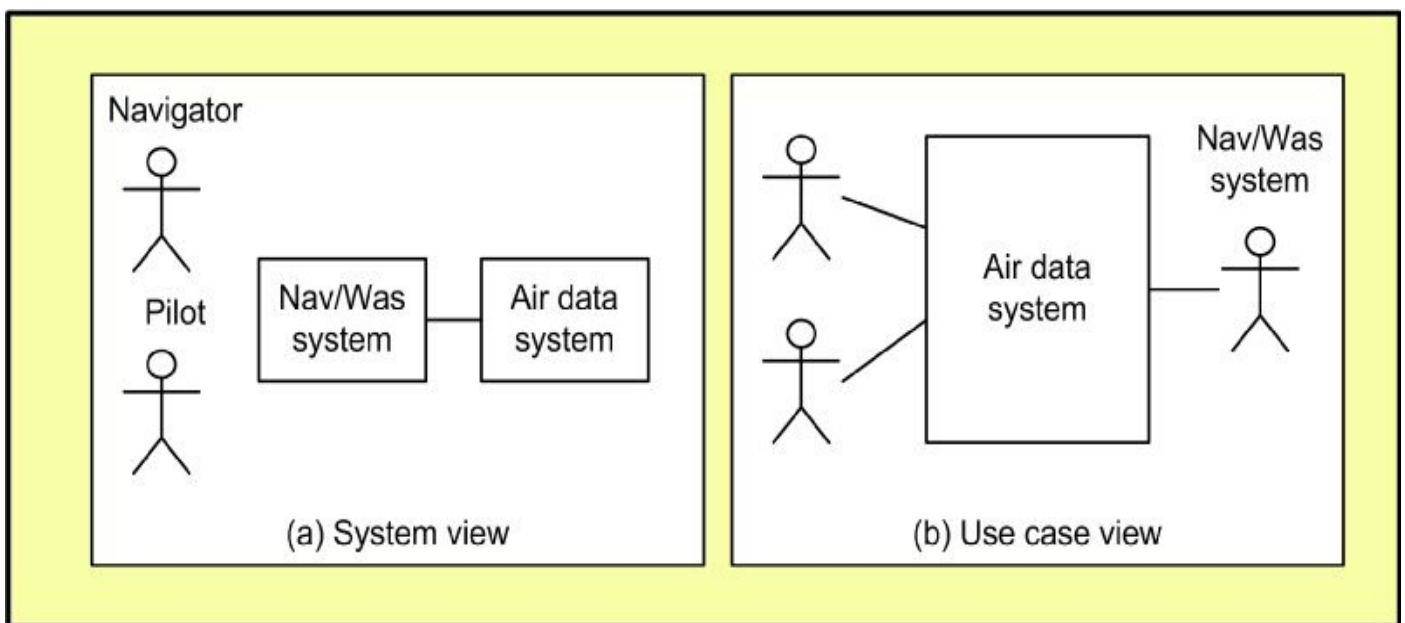 Navigator
Pilot
Nav/Was
system
Air data
system
(a) System view
Air data
system
Nav/Was
system
(b) Use case view